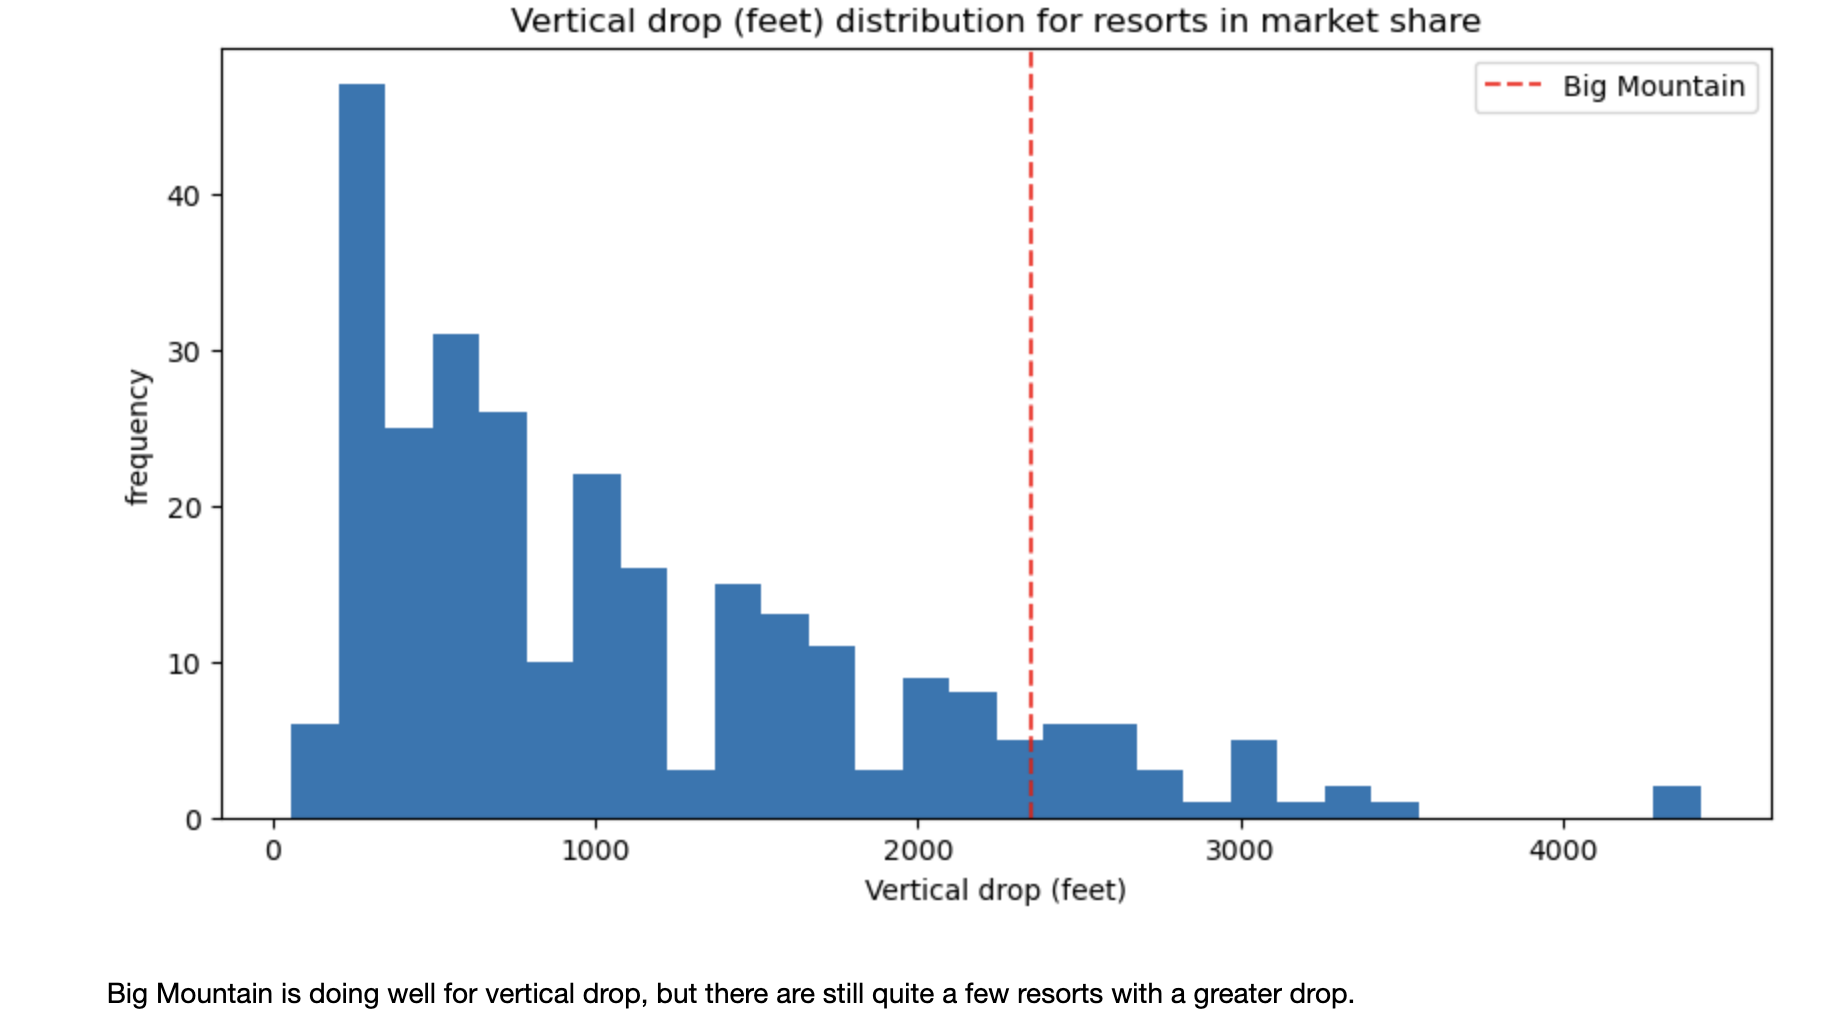 Vertical drop (feet) distribution for resorts in market share
Big Mountain
40
30
20
10
0
frequency
0 1000 2000 3000 4000
Vertical drop (feet)
Big Mountain is doing well for vertical drop, but there are still quite a few resorts with a greater drop.